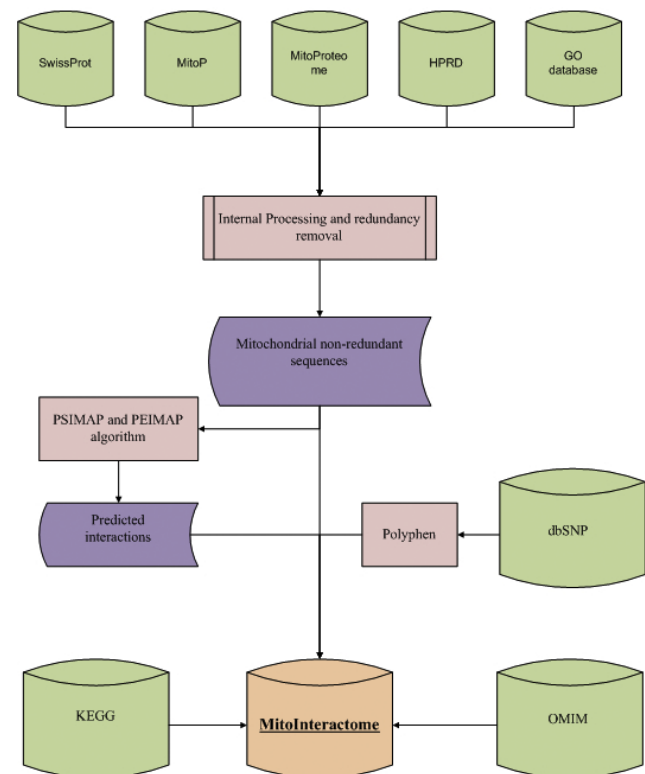 SwissProt
MitoP
MitoProteo
me
HPRD
GO
database
Internal Processing and redundancy
removal
Mitochondrial non-redundant
sequences
PSIMAP and PEIMAP
algorithm
Predicted
interactions
Polyphen
dbSNP
KEGG
MitoInteractome
OMIM